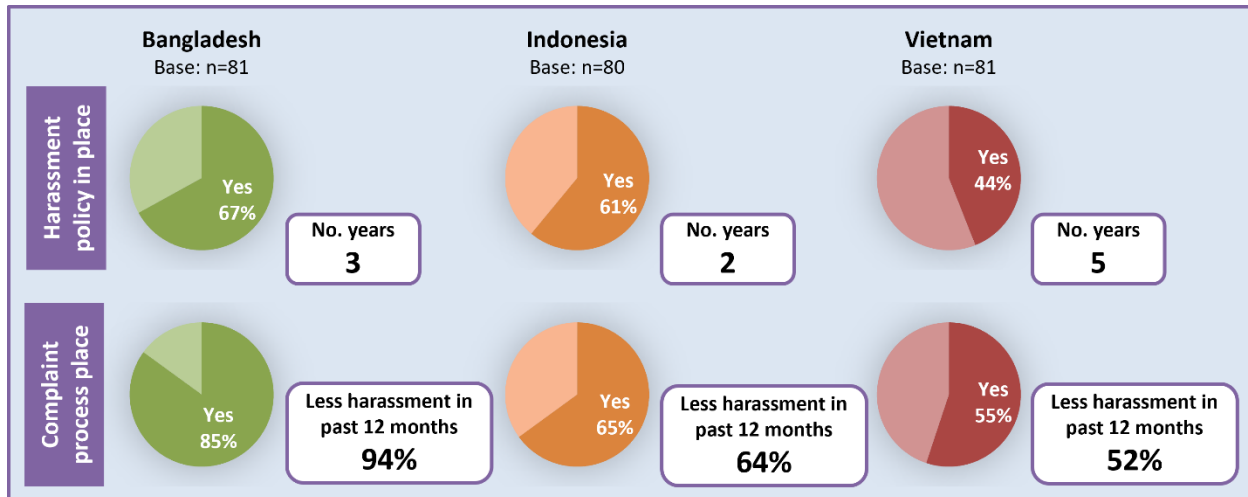 Bangladesh
Base: n=81
Indonesia
Base: n=80
Vietnam
Base: n=81
Harassment
policy in place
Yes
67%
No. years
3
Yes
61%
No. years
2
Yes
44%
No. years
5
Complaint
process place
Yes
85%
Less harassment in
past 12 months
94%
Yes
65%
Less harassment in
past 12 months
64%
Yes
55%
Less harassment in
past 12 months
52%